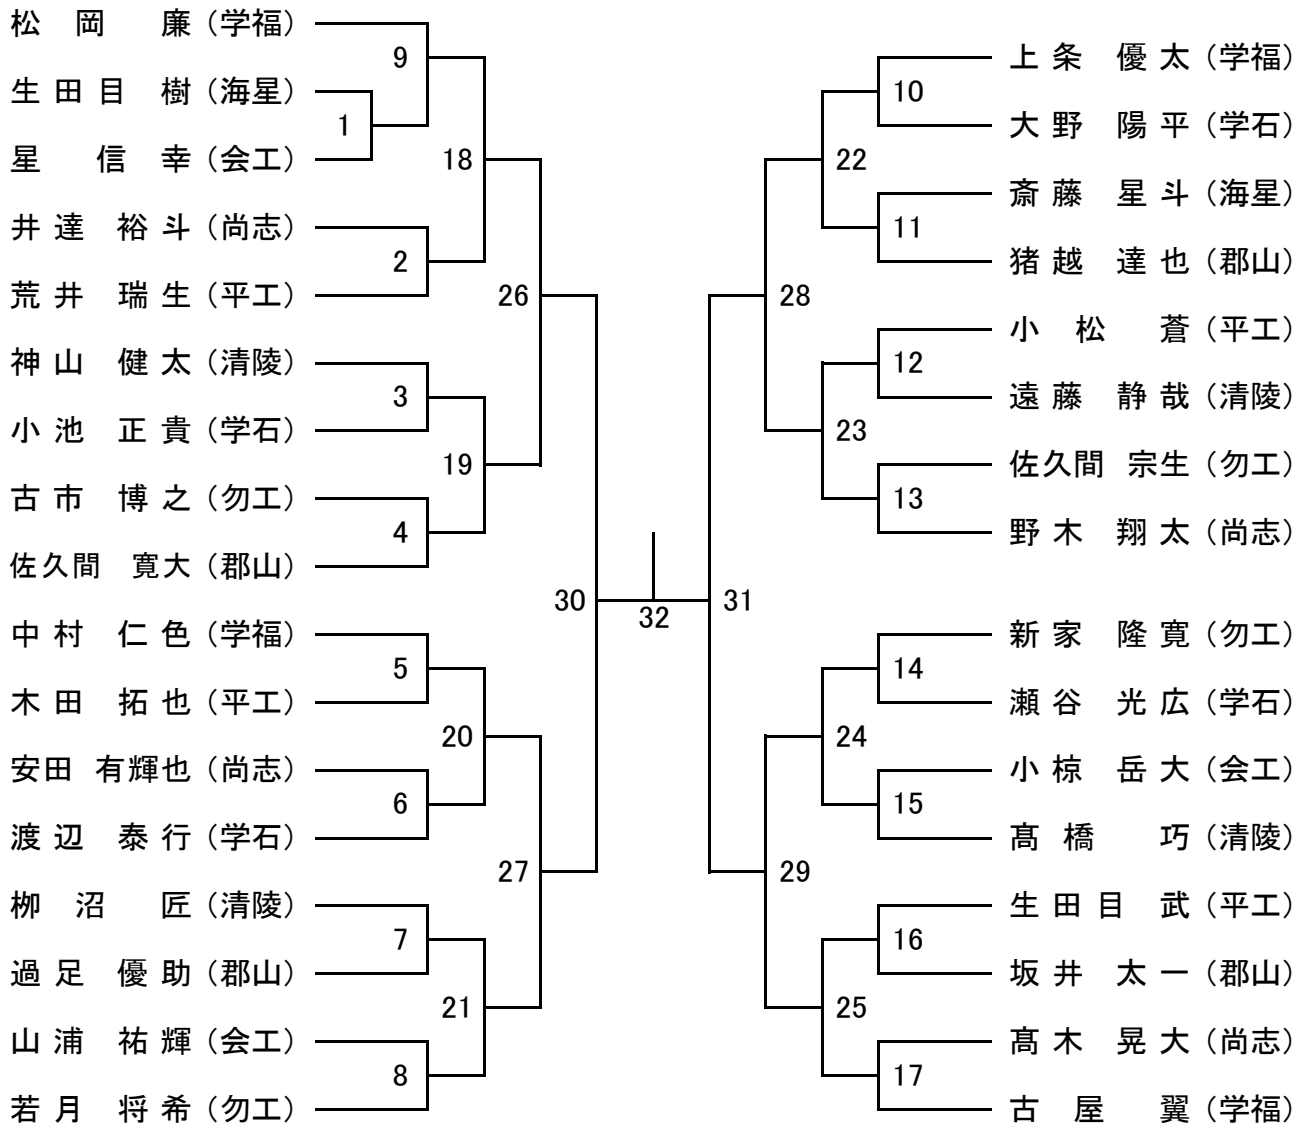 松岡 廉（学福）
9
生田目 樹（海星）
1
星 信幸（会工）
18
井達 裕斗（尚志）
2
荒井 瑞生（平工）
26
神山 健太（清陵）
3
小池 正貴（学石）
19
古市 博之（勿工）
4
佐久間 寛大（郡山）
30
中村 仁色（学福）
5
木田 拓也（平工）
20
安田 有輝也（尚志）
6
渡辺 泰行（学石）
27
栁沼 匠（清陵）
7
過足 優助（郡山）
21
山浦 祐輝（会工）
8
若月 将希（勿工）
32
上条 優太（学福）
10
大野 陽平（学石）
22
斎藤 星斗（海星）
11
猪越 達也（郡山）
28
小松 蒼（平工）
12
遠藤 静哉（清陵）
23
佐久間 宗生（勿工）
13
野木 翔太（尚志）
31
新家 隆寛（勿工）
14
瀬谷 光広（学石）
24
小椋 岳大（会工）
15
髙橋 巧（清陵）
29
生田目 武（平工）
16
坂井 太一（郡山）
25
髙木 晃大（尚志）
17
古屋 翼（学福）